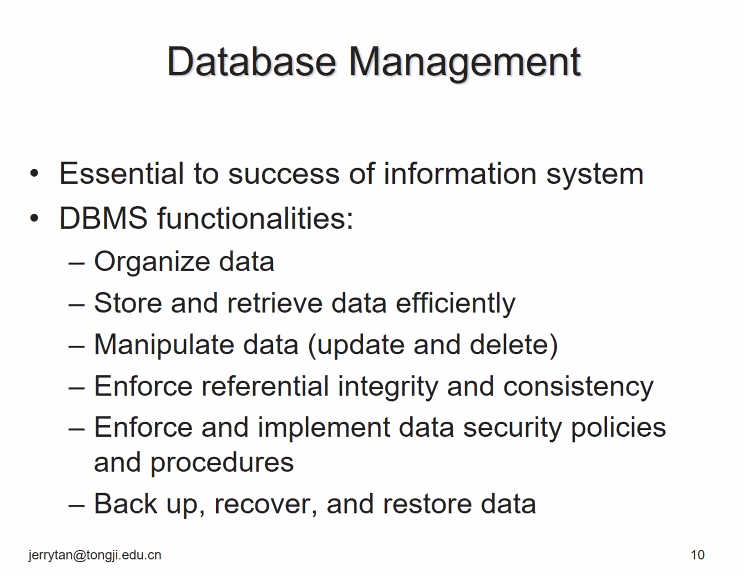 Database Management
• Essential to success of information system
• DBMS functionalities:
– Organize data
– Store and retrieve data efficiently
– Manipulate data (update and delete)
– Enforce referential integrity and consistency
– Enforce and implement data security policies
and procedures
– Back up, recover, and restore data
jerrytan@tongji.edu.cn
10